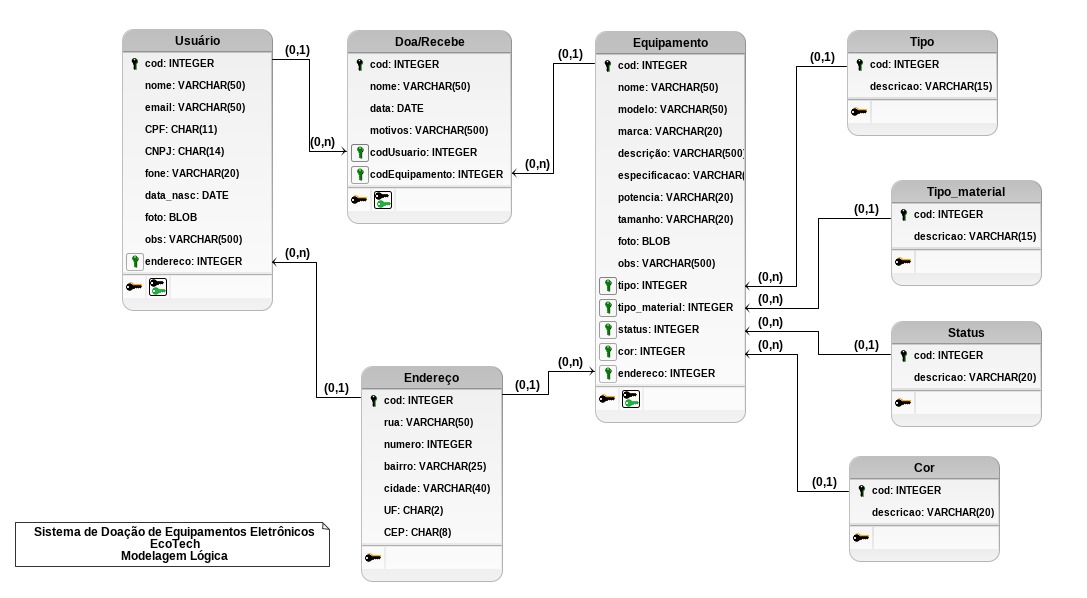 Usuário
cod: INTEGER
nome: VARCHAR(50)
email: VARCHAR(50)
CPF: CHAR(11)
CNPJ: CHAR(14)
fone: VARCHAR(20)
data_nasc: DATE
foto: BLOB
obs: VARCHAR(500)
endereco: INTEGER
(0,1)
(0,n)
Doa/Recebe
cod: INTEGER
nome: VARCHAR(50)
data: DATE
motivos: VARCHAR(500)
codUsuario: INTEGER
codEquipamento: INTEGER
(0,1)
(0,n)
Equipamento
cod: INTEGER
nome: VARCHAR(50)
modelo: VARCHAR(50)
marca: VARCHAR(20)
descrição: VARCHAR(500)
especificacao: VARCHAR(
potencia: VARCHAR(20)
tamanho: VARCHAR(20)
foto: BLOB
obs: VARCHAR(500)
tipo: INTEGER
tipo_material: INTEGER
status: INTEGER
cor: INTEGER
endereco: INTEGER
(0,1)
(0,n)
Tipo
cod: INTEGER
descricao: VARCHAR(15)
(0,1)
(0,n)
Tipo_material
cod: INTEGER
descricao: VARCHAR(15)
(0,n)
(0,1)
Status
cod: INTEGER
descricao: VARCHAR(20)
(0,n)
(0,1)
Cor
cod: INTEGER
descricao: VARCHAR(20)
(0,n)
(0,1)
Endereço
cod: INTEGER
rua: VARCHAR(50)
numero: INTEGER
bairro: VARCHAR(25)
cidade: VARCHAR(40)
UF: CHAR(2)
CEP: CHAR(8)
(0,1)
(0,n)
Sistema de Doação de Equipamentos Eletrônicos
EcoTech
Modelagem Lógica